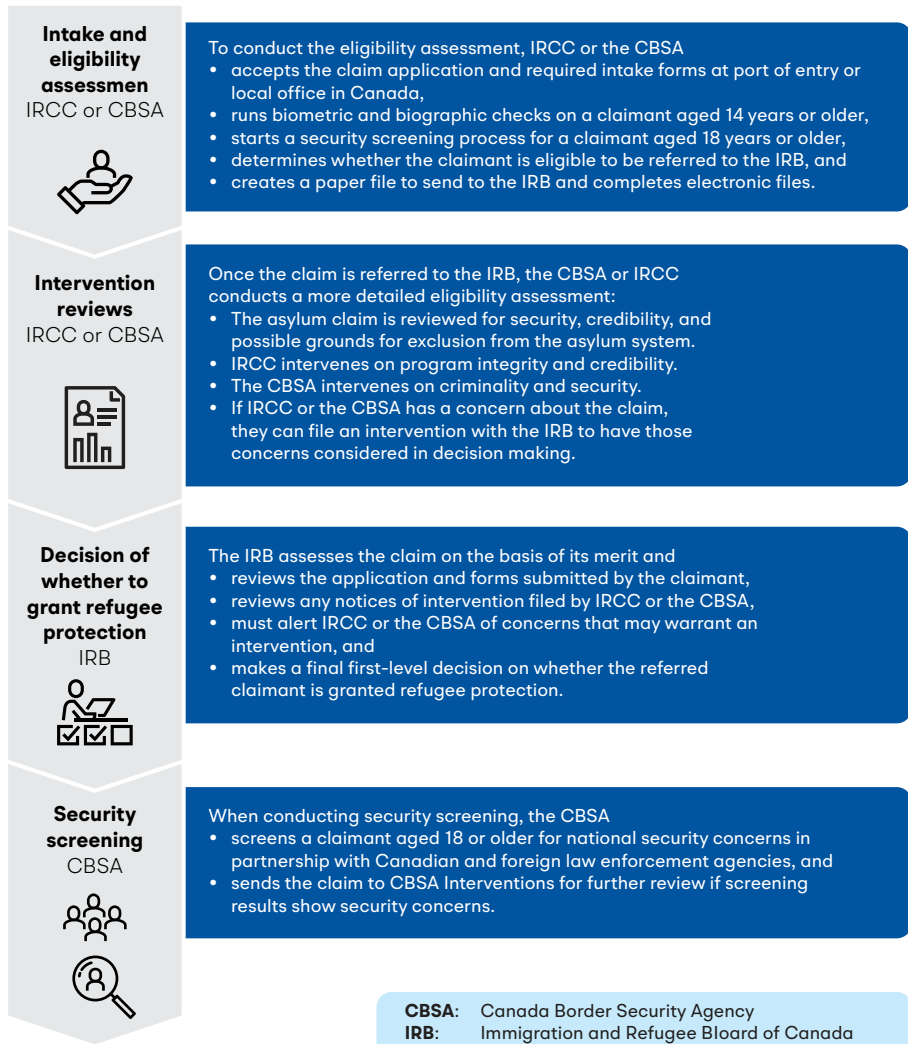 Intake and
eligibility
assessmen
IRCC or CBSA
To conduct the eligibility assessment, IRCC or the CBSA
• accepts the claim application and required intake forms at port of entry or
local office in Canada,
• runs biometric and biographic checks on a claimant aged 14 years or older,
• starts a security screening process for a claimant aged 18 years or older,
• determines whether the claimant is eligible to be referred to the IRB, and
• creates a paper file to send to the IRB and completes electronic files.
Intervention
reviews
IRCC or CBSA
Once the claim is referred to the IRB, the CBSA or IRCC
conducts a more detailed eligibility assessment:
• The asylum claim is reviewed for security, credibility, and
possible grounds for exclusion from the asylum system.
• IRCC intervenes on program integrity and credibility.
• The CBSA intervenes on criminality and security.
• If IRCC or the CBSA has a concern about the claim,
they can file an intervention with the IRB to have those
concerns considered in decision making.
Decision of
whether to
grant refugee
protection
IRB
The IRB assesses the claim on the basis of its merit and
• reviews the application and forms submitted by the claimant,
• reviews any notices of intervention filed by IRCC or the CBSA,
• must alert IRCC or the CBSA of concerns that may warrant an
intervention, and
• makes a final first-level decision on whether the referred
claimant is granted refugee protection.
Security
screening
CBSA
When conducting security screening, the CBSA
• screens a claimant aged 18 or older for national security concerns in
partnership with Canadian and foreign law enforcement agencies, and
• sends the claim to CBSA Interventions for further review if screening
results show security concerns.
CBSA: Canada Border Security Agency
IRB: Immigration and Refugee Bloard of Canada